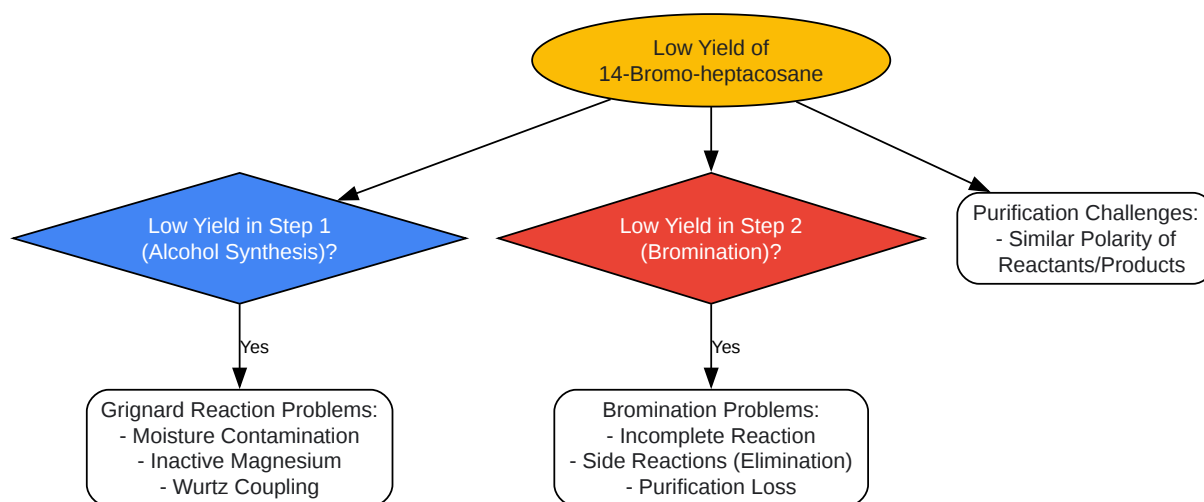 Low Yield of
14-Bromo-heptacosane
Low Yield in Step 1
(Alcohol Synthesis)?
Low Yield in Step 2
(Bromination)?
Purification Challenges:
- Similar Polarity of
Reactants/Products
Yes
Yes
Grignard Reaction Problems:
- Moisture Contamination
- Inactive Magnesium
- Wurtz Coupling
Bromination Problems:
- Incomplete Reaction
- Side Reactions (Elimination)
- Purification Loss